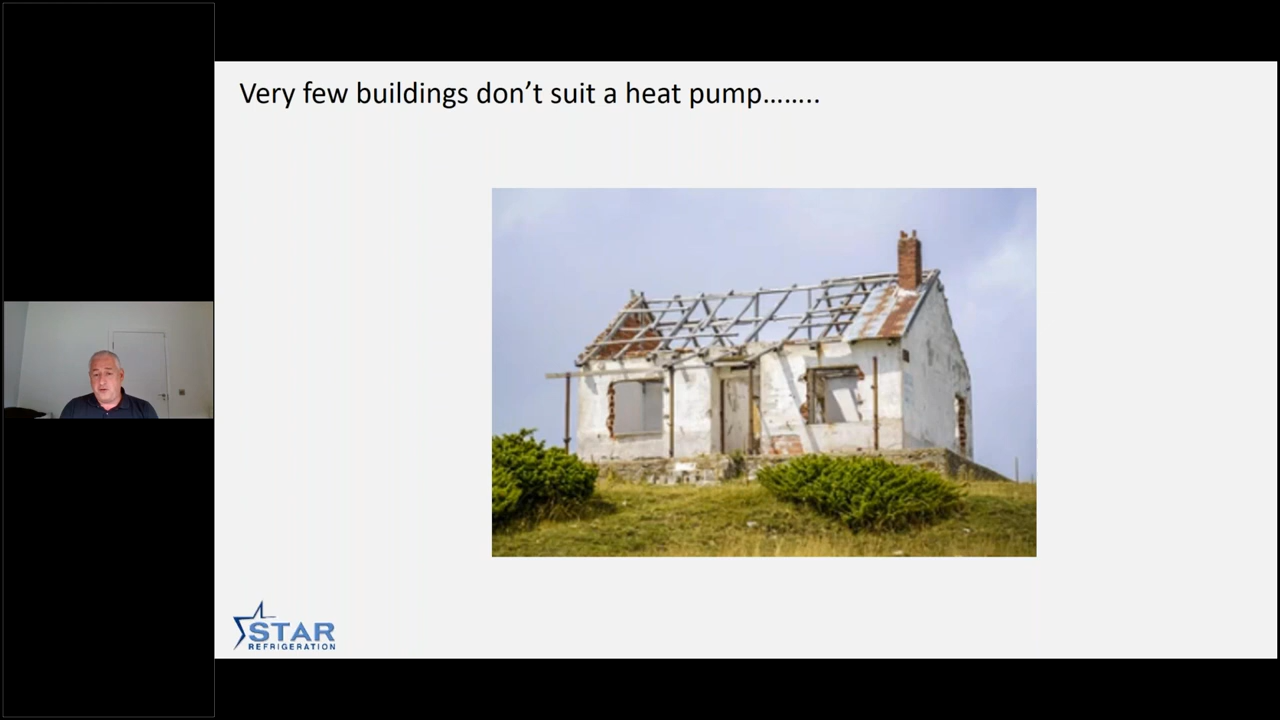 Very few buildings don’t suit a heat pump……..
STAR
REFRIGERATION